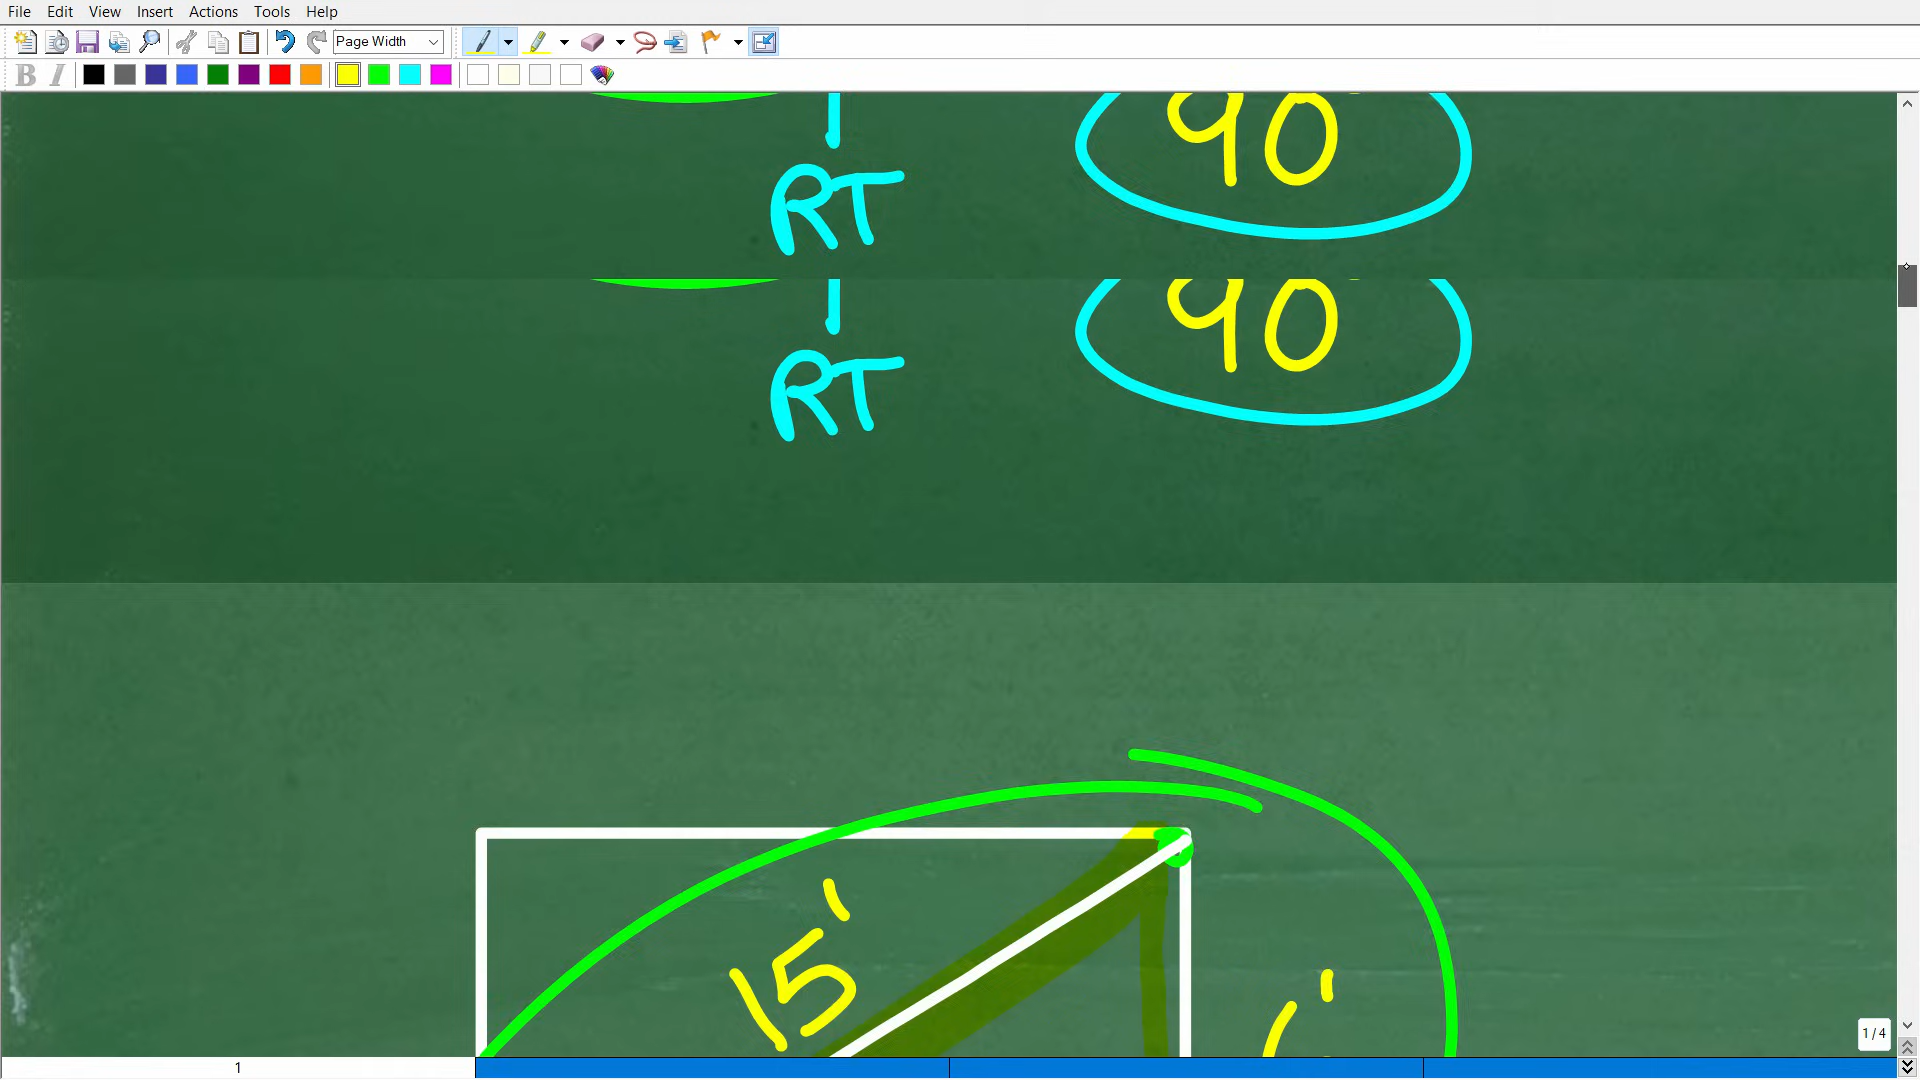 File Edit View Insert Actions Tools Help
Page Width
B I
90
RT
90
RT
15'
1 / 4
1